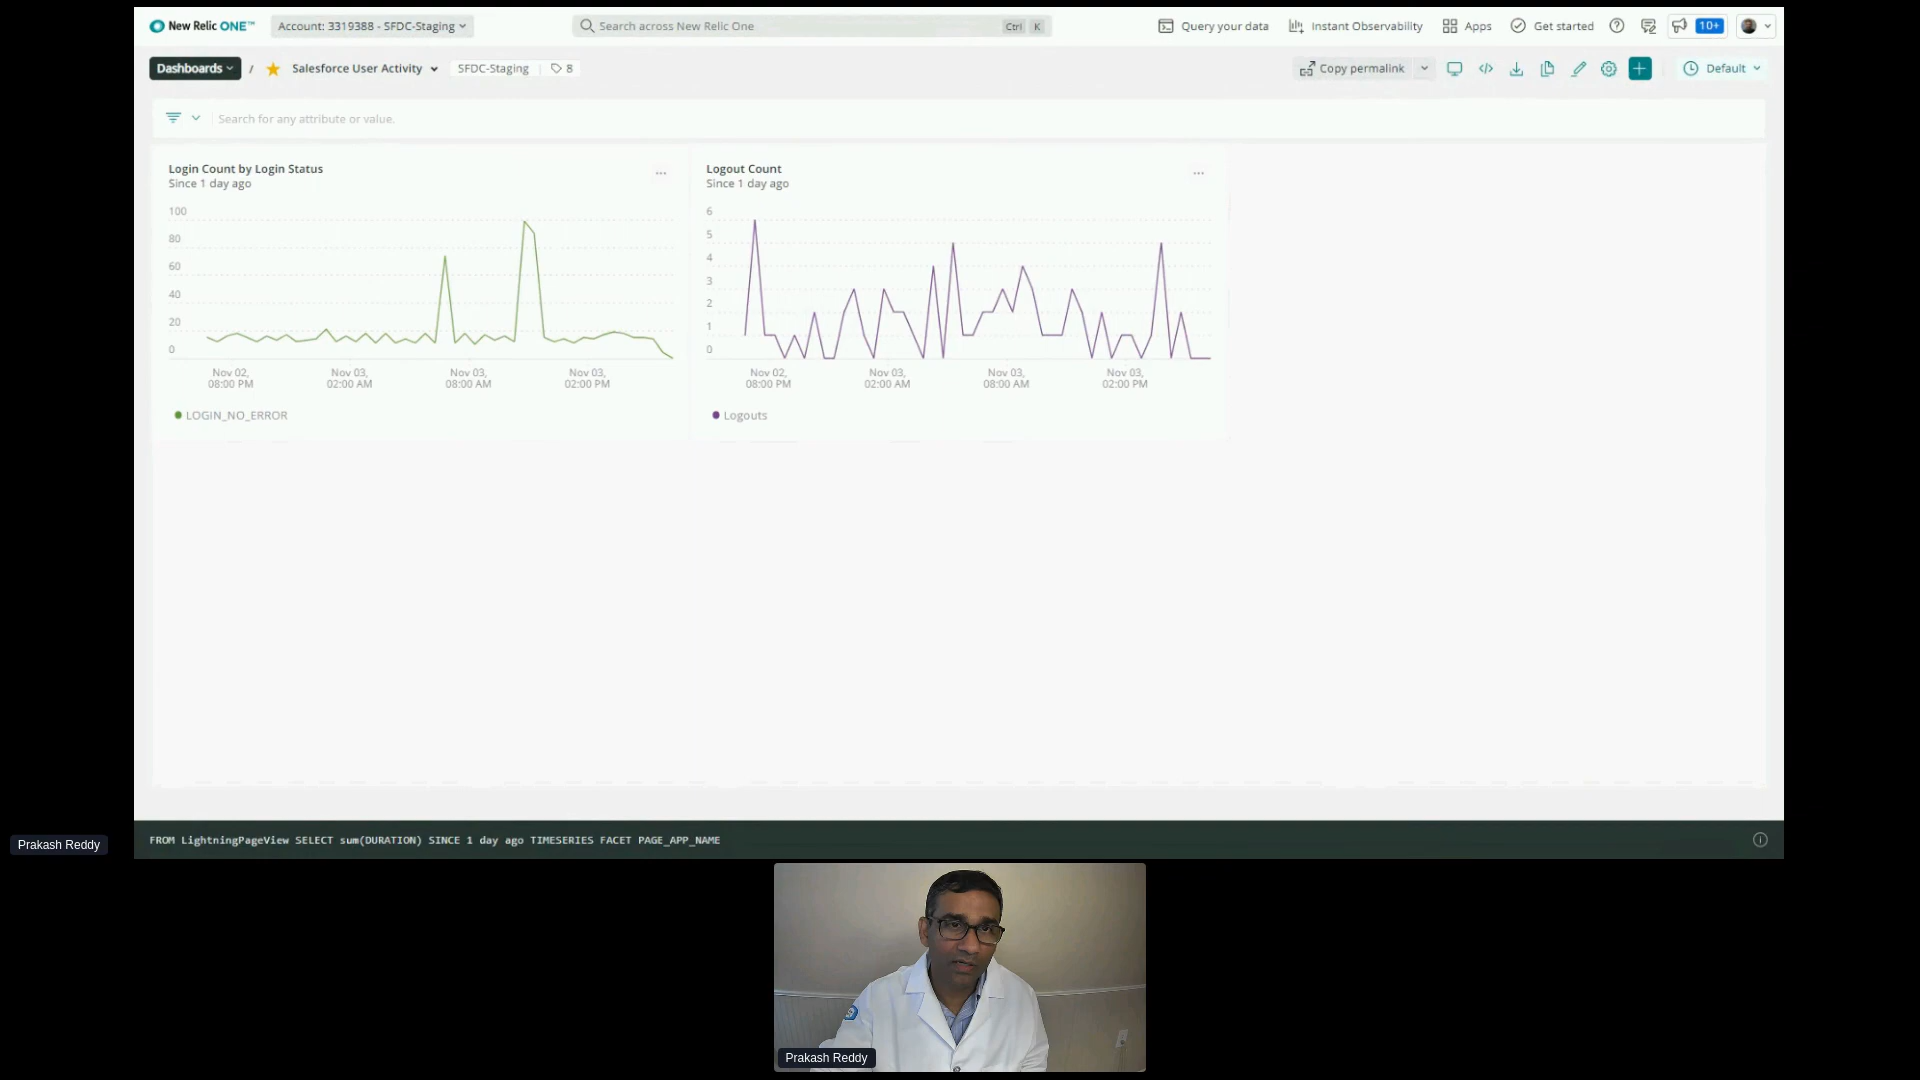 New Relic ONE™
Account: 3319388 - SFDC-Staging
Search across New Relic One
Ctrl K
Query your data
Instant Observability
Apps
Get started
10+
Dashboards / Salesforce User Activity
SFDC-Staging
8
Copy permalink
Default
Search for any attribute or value.
Login Count by Login Status
Since 1 day ago
100
80
60
40
20
0
Nov 02, 08:00 PM
Nov 03, 02:00 AM
Nov 03, 08:00 AM
Nov 03, 02:00 PM
LOGIN_NO_ERROR
Logout Count
Since 1 day ago
6
5
4
3
2
1
0
Nov 02, 08:00 PM
Nov 03, 02:00 AM
Nov 03, 08:00 AM
Nov 03, 02:00 PM
Logouts
FROM LightningPageView SELECT sum(DURATION) SINCE 1 day ago TIMESERIES FACET PAGE_APP_NAME
Prakash Reddy
Prakash Reddy